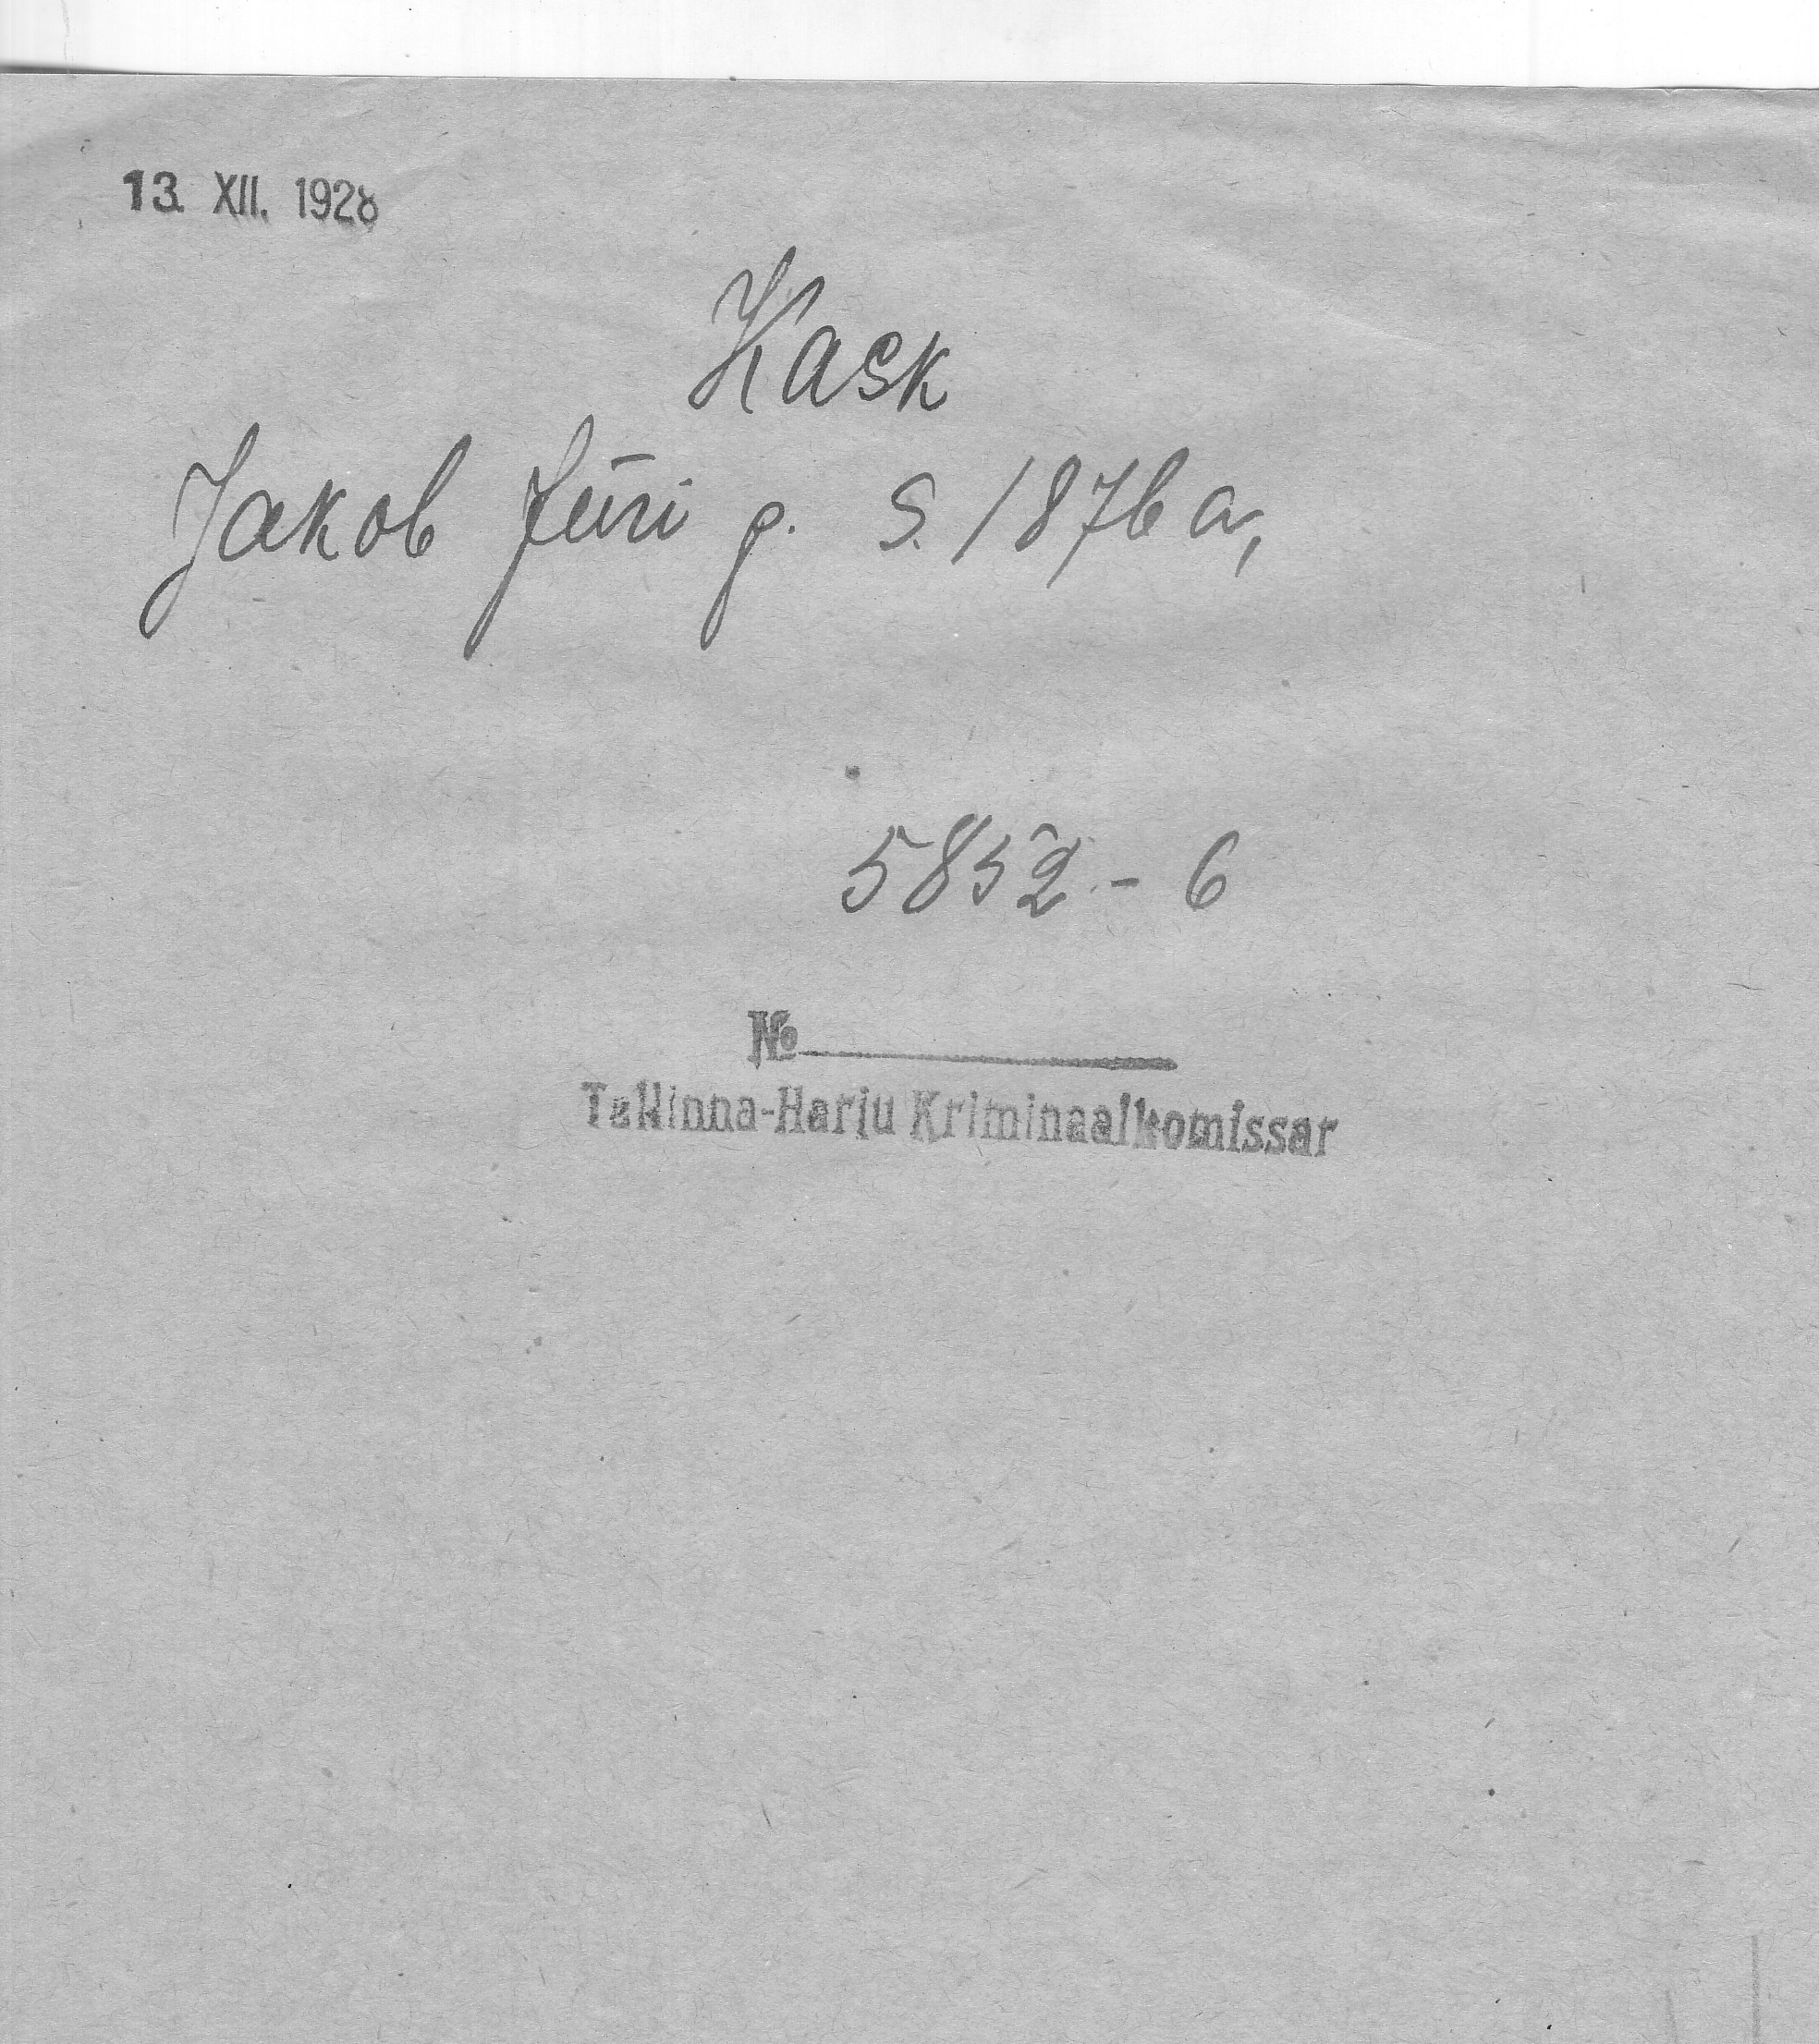 13. XII. 1928
Kask
Jakob Jüri p. S. 1876 a,
5852 - 6
№
Tallinna-Harju Kriminaalkomissar